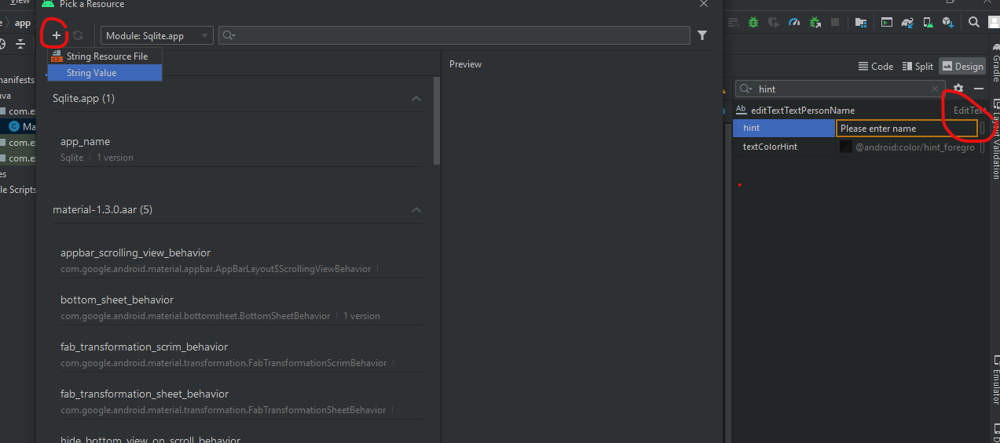 View
Pick a Resource
app
Module: Sqlite.app
String Resource File
String Value
Preview
Code
Split
Design
Gradle
hint
manifests
Sqlite.app (1)
Ab
editTextTextPersonName
EditText
java
com.ex
Ma
hint
Please enter name
app_name
textColorHint
@android:color/hint_foregro
com.ex
Sqlite
1 version
com.ex
Layout Validation
es
le Scripts
material-1.3.0.aar (5)
appbar_scrolling_view_behavior
com.google.android.material.appbar.AppBarLayout$ScrollingViewBehavior
bottom_sheet_behavior
com.google.android.material.bottomsheet.BottomSheetBehavior
1 version
fab_transformation_scrim_behavior
com.google.android.material.transformation.FabTransformationScrimBehavior
Emulator
fab_transformation_sheet_behavior
com.google.android.material.transformation.FabTransformationSheetBehavior
hide_bottom_view_on_scroll_behavior